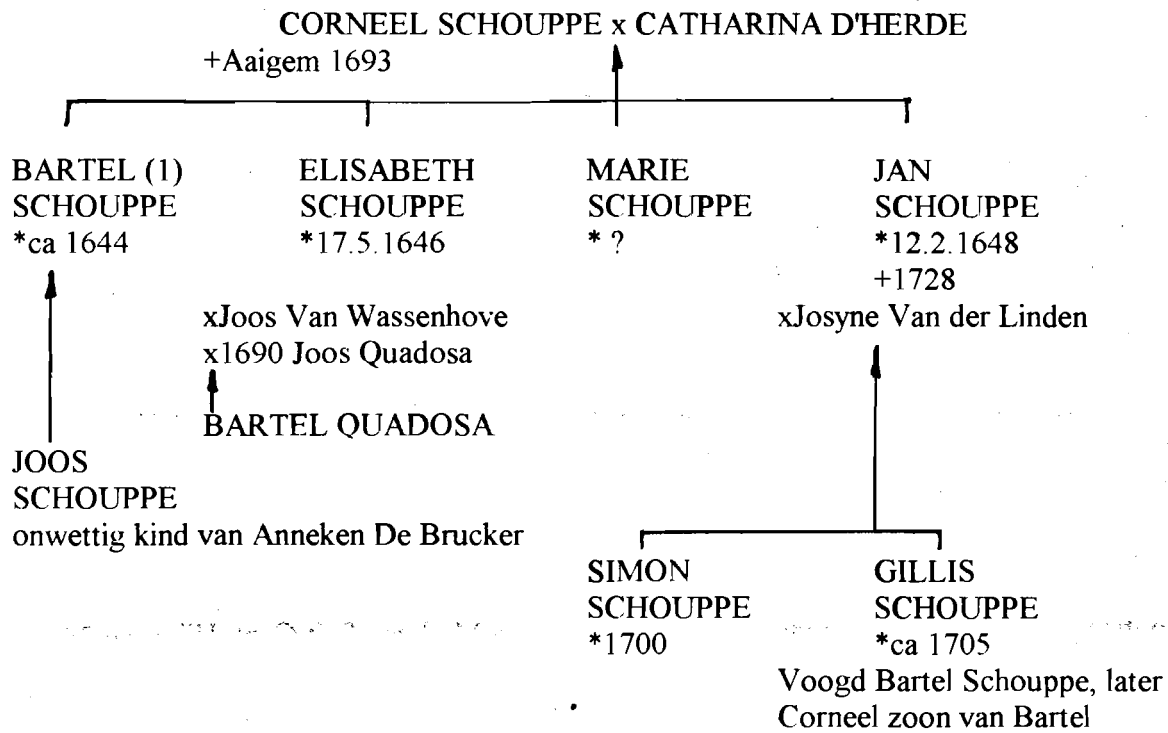 CORNEEL SCHOUPPE x CATHARINA D'HERDE
+Aaigem 1693
BARTEL (1)
SCHOUPPE
*ca 1644
ELISABETH
SCHOUPPE
*17.5.1646
MARIE
SCHOUPPE
* ?
JAN
SCHOUPPE
*12.2.1648
+1728
xJoos Van Wassenhove
x1690 Joos Quadosa
xJosyne Van der Linden
BARTEL QUADOSA
JOOS
SCHOUPPE
onwettig kind van Anneken De Brucker
SIMON
SCHOUPPE
*1700
GILLIS
SCHOUPPE
*ca 1705
Voogd Bartel Schouppe, later
Corneel zoon van Bartel